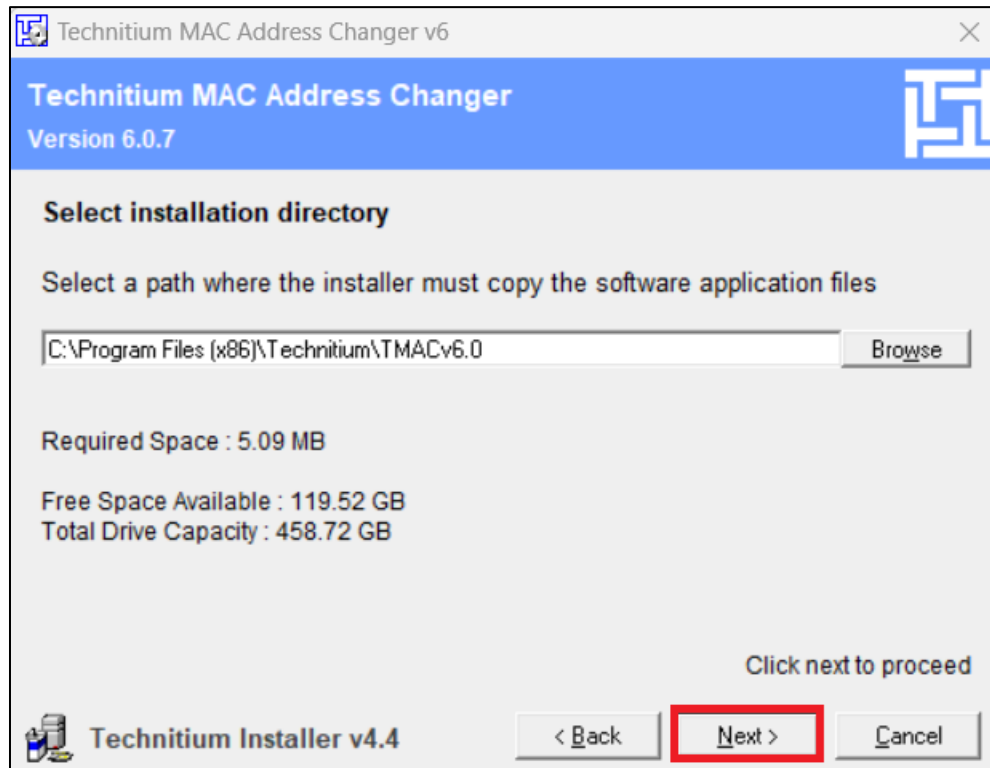 Technitium MAC Address Changer v6
Technitium MAC Address Changer
Version 6.0.7
Select installation directory
Select a path where the installer must copy the software application files
C:\Program Files (x86)\Technitium\TMACv6.0
Browse
Required Space : 5.09 MB
Free Space Available : 119.52 GB
Total Drive Capacity : 458.72 GB
Click next to proceed
Technitium Installer v4.4
< Back
Next >
Cancel